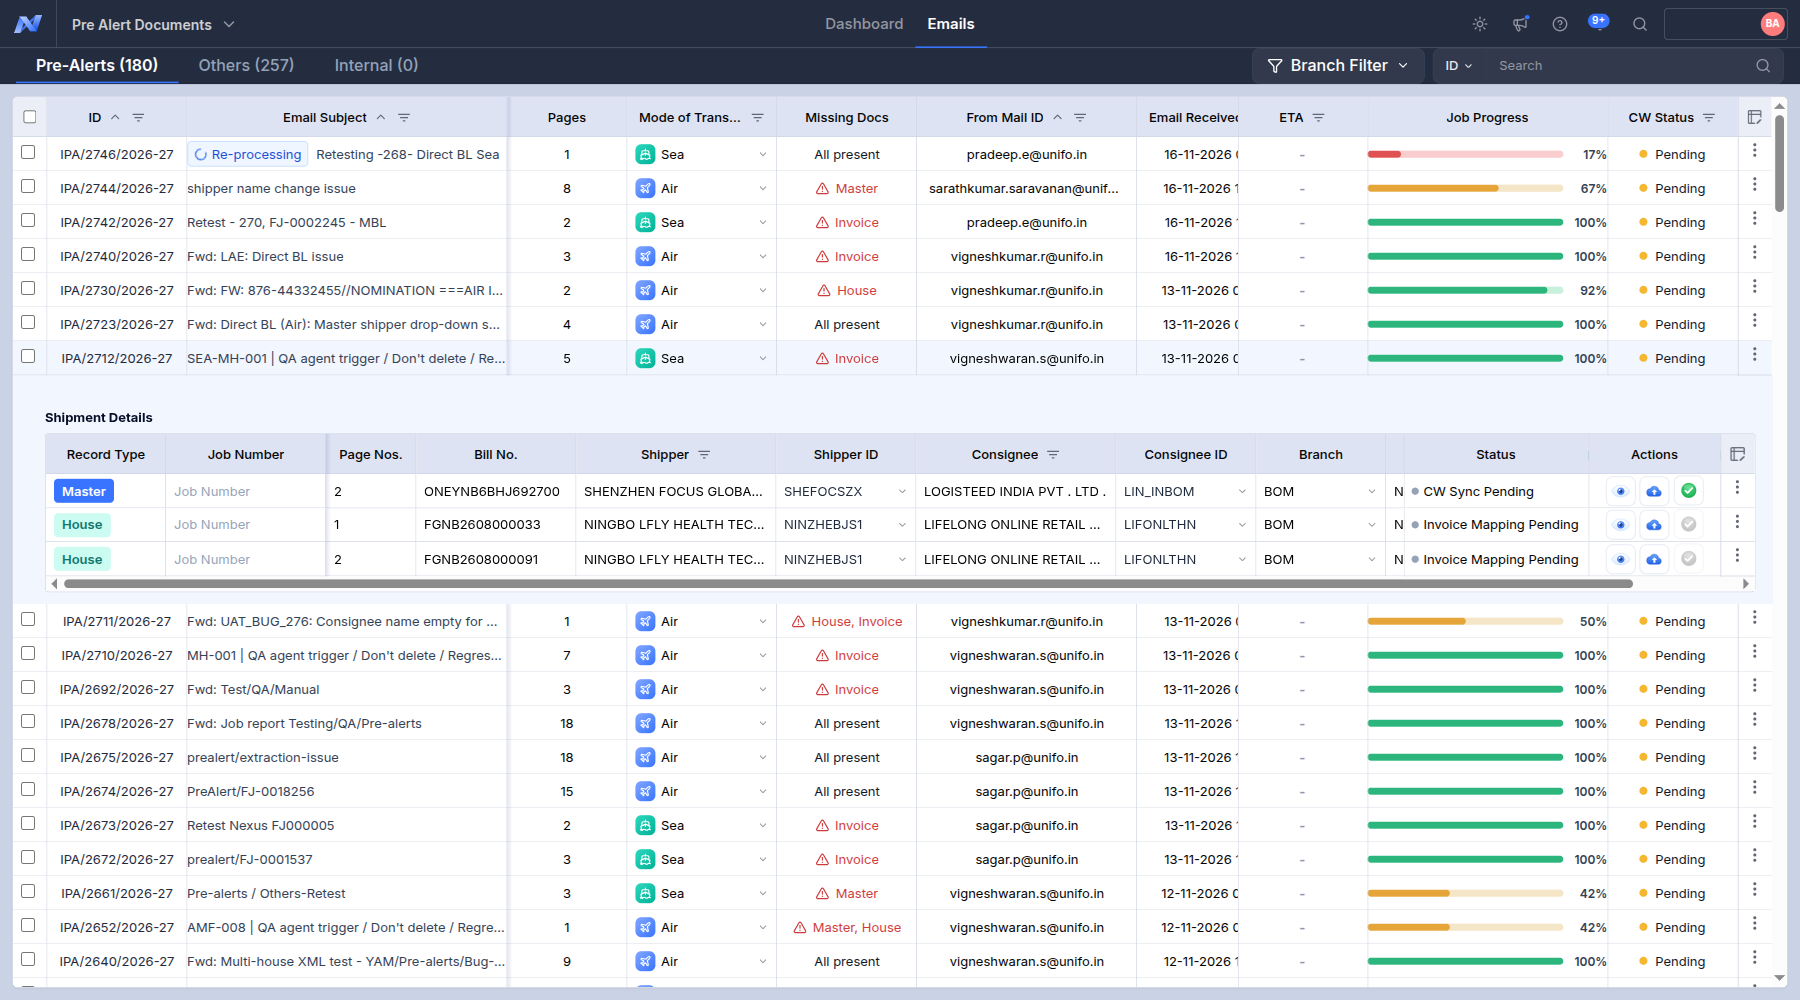 Pre Alert Documents Dashboard Emails 9+ BA
Pre-Alerts (180) Others (257) Internal (0) Branch Filter ID Search
ID Email Subject Pages Mode of Trans... Missing Docs From Mail ID Email Received ETA Job Progress CW Status
IPA/2746/2026-27 Re-processing Retesting -268- Direct BL Sea 1 Sea All present pradeep.e@unifo.in 16-11-2026 - 17% Pending
IPA/2744/2026-27 shipper name change issue 8 Air Master sarathkumar.saravanan@unif... 16-11-2026 - 67% Pending
IPA/2742/2026-27 Retest - 270, FJ-0002245 - MBL 2 Sea Invoice pradeep.e@unifo.in 16-11-2026 - 100% Pending
IPA/2740/2026-27 Fwd: LAE: Direct BL issue 3 Air Invoice vigneshkumar.r@unifo.in 16-11-2026 - 100% Pending
IPA/2730/2026-27 Fwd: FW: 876-44332455//NOMINATION ===AIR I... 2 Air House vigneshkumar.r@unifo.in 13-11-2026 - 92% Pending
IPA/2723/2026-27 Fwd: Direct BL (Air): Master shipper drop-down s... 4 Air All present vigneshkumar.r@unifo.in 13-11-2026 - 100% Pending
IPA/2712/2026-27 SEA-MH-001 | QA agent trigger / Don't delete / Re... 5 Sea Invoice vigneshwaran.s@unifo.in 13-11-2026 - 100% Pending
Shipment Details
Record Type Job Number Page Nos. Bill No. Shipper Shipper ID Consignee Consignee ID Branch Status Actions
Master Job Number 2 ONEYNB6BHJ692700 SHENZHEN FOCUS GLOBA... SHEFOCSZX LOGISTEED INDIA PVT . LTD . LIN_INBOM BOM N CW Sync Pending
House Job Number 1 FGNB2608000033 NINGBO LFLY HEALTH TEC... NINZHEBJS1 LIFELONG ONLINE RETAIL ... LIFONLTHN BOM N Invoice Mapping Pending
House Job Number 2 FGNB2608000091 NINGBO LFLY HEALTH TEC... NINZHEBJS1 LIFELONG ONLINE RETAIL ... LIFONLTHN BOM N Invoice Mapping Pending
IPA/2711/2026-27 Fwd: UAT_BUG_276: Consignee name empty for ... 1 Air House, Invoice vigneshkumar.r@unifo.in 13-11-2026 - 50% Pending
IPA/2710/2026-27 MH-001 | QA agent trigger / Don't delete / Regres... 7 Air Invoice vigneshwaran.s@unifo.in 13-11-2026 - 100% Pending
IPA/2692/2026-27 Fwd: Test/QA/Manual 3 Air Invoice vigneshwaran.s@unifo.in 13-11-2026 - 100% Pending
IPA/2678/2026-27 Fwd: Job report Testing/QA/Pre-alerts 18 Air All present vigneshwaran.s@unifo.in 13-11-2026 - 100% Pending
IPA/2675/2026-27 prealert/extraction-issue 18 Air All present sagar.p@unifo.in 13-11-2026 - 100% Pending
IPA/2674/2026-27 PreAlert/FJ-0018256 15 Air All present sagar.p@unifo.in 13-11-2026 - 100% Pending
IPA/2673/2026-27 Retest Nexus FJ000005 2 Sea Invoice sagar.p@unifo.in 13-11-2026 - 100% Pending
IPA/2672/2026-27 prealert/FJ-0001537 3 Sea Invoice sagar.p@unifo.in 13-11-2026 - 100% Pending
IPA/2661/2026-27 Pre-alerts / Others-Retest 3 Sea Master vigneshwaran.s@unifo.in 12-11-2026 - 42% Pending
IPA/2652/2026-27 AMF-008 | QA agent trigger / Don't delete / Regre... 1 Air Master, House vigneshwaran.s@unifo.in 12-11-2026 - 42% Pending
IPA/2640/2026-27 Fwd: Multi-house XML test - YAM/Pre-alerts/Bug-... 9 Air All present vigneshwaran.s@unifo.in 12-11-2026 - 100% Pending